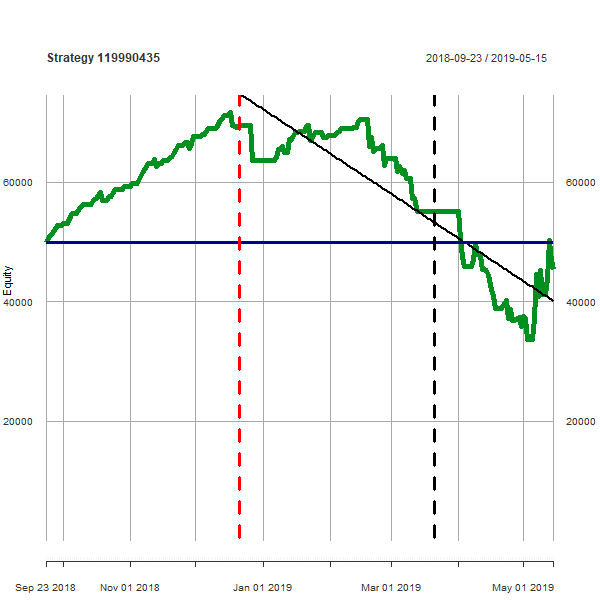 Strategy 119990435
2018-09-23 / 2019-05-15
60000
60000
Equity
40000
40000
20000
20000
Sep 23 2018
Nov 01 2018
Jan 01 2019
Mar 01 2019
May 01 2019